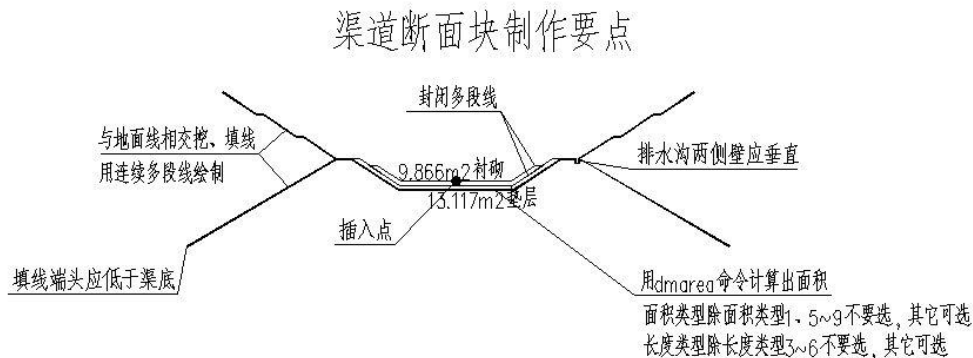 渠道断面块制作要点
封闭多段线
与地面线相交挖、填线
用连续多段线绘制
9.866m2衬砌
排水沟两侧壁应垂直
13.117m2垫层
插入点
填线端头应低于渠底
用dmarea命令计算出面积
面积类型除面积类型1、5~9不要选,其它可选
长度类型除长度类型3~6不要选,其它可选